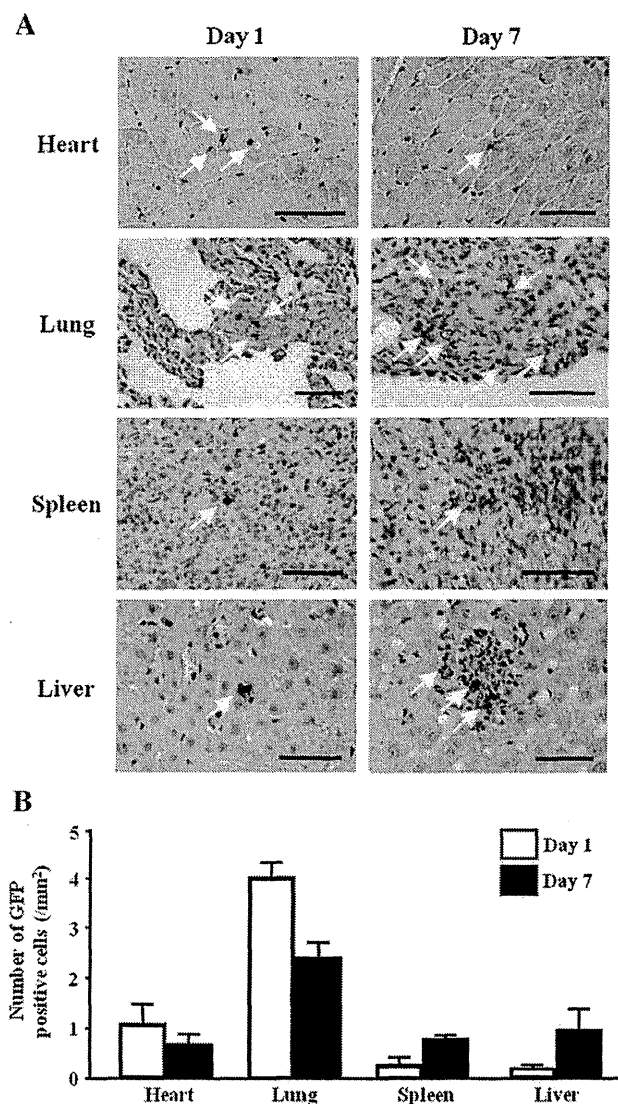 A
Day 1 Day 7
Heart
Lung
Spleen
Liver
B
Number of GFP
positive cells (/mm²)
5
4
3
2
1
0
Day 1
Day 7
Heart Lung Spleen Liver